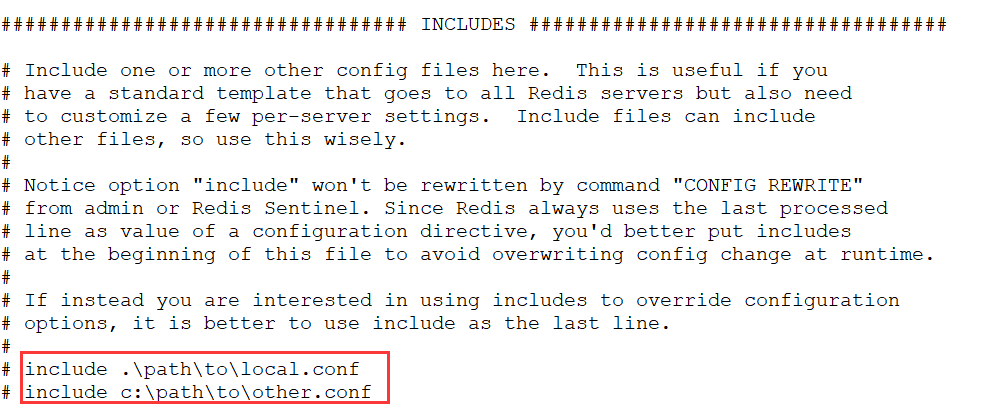 ################################## INCLUDES ###################################
# Include one or more other config files here.  This is useful if you
# have a standard template that goes to all Redis servers but also need
# to customize a few per-server settings.  Include files can include
# other files, so use this wisely.
#
# Notice option "include" won't be rewritten by command "CONFIG REWRITE"
# from admin or Redis Sentinel. Since Redis always uses the last processed
# line as value of a configuration directive, you'd better put includes
# at the beginning of this file to avoid overwriting config change at runtime.
#
# If instead you are interested in using includes to override configuration
# options, it is better to use include as the last line.
#
# include .\path\to\local.conf
# include c:\path\to\other.conf